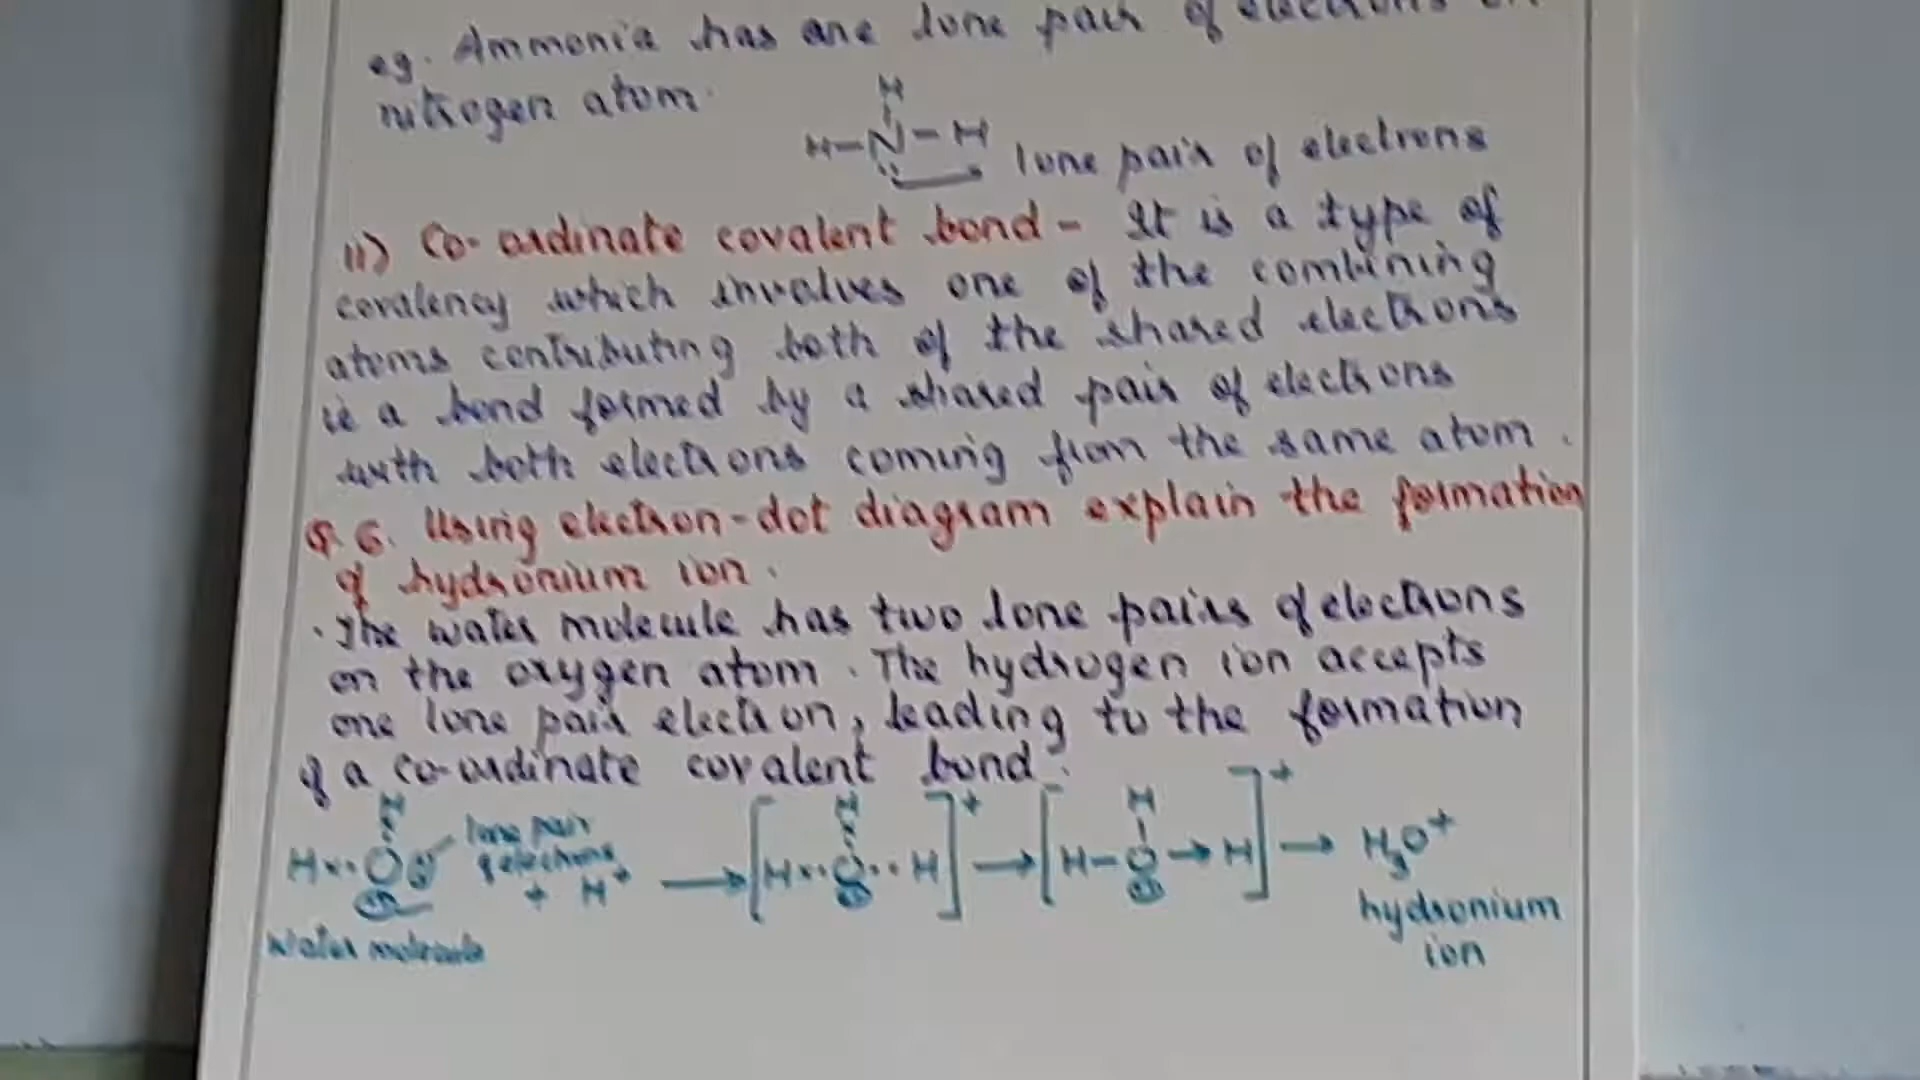 eg. Ammonia has one lone pair of electrons on
nitrogen atom.
H
H-N-H
lone pair of electrons
ii) Co-ordinate covalent bond - It is a type of
covalency which involves one of the combining
atoms contributing both of the shared electrons
ie a bond formed by a shared pair of electrons
with both electrons coming from the same atom.
Q.6. Using electron-dot diagram explain the formation
of hydronium ion.
. The water molecule has two lone pairs of electrons
on the oxygen atom. The hydrogen ion accepts
one lone pair electron, leading to the formation
of a co-ordinate covalent bond.
H H ]+ H ]+
H×·O lone pair of electrons + H+ → [H×·O··H]+ → [H-O→H]+ → H3O+
water molecule
hydronium
ion